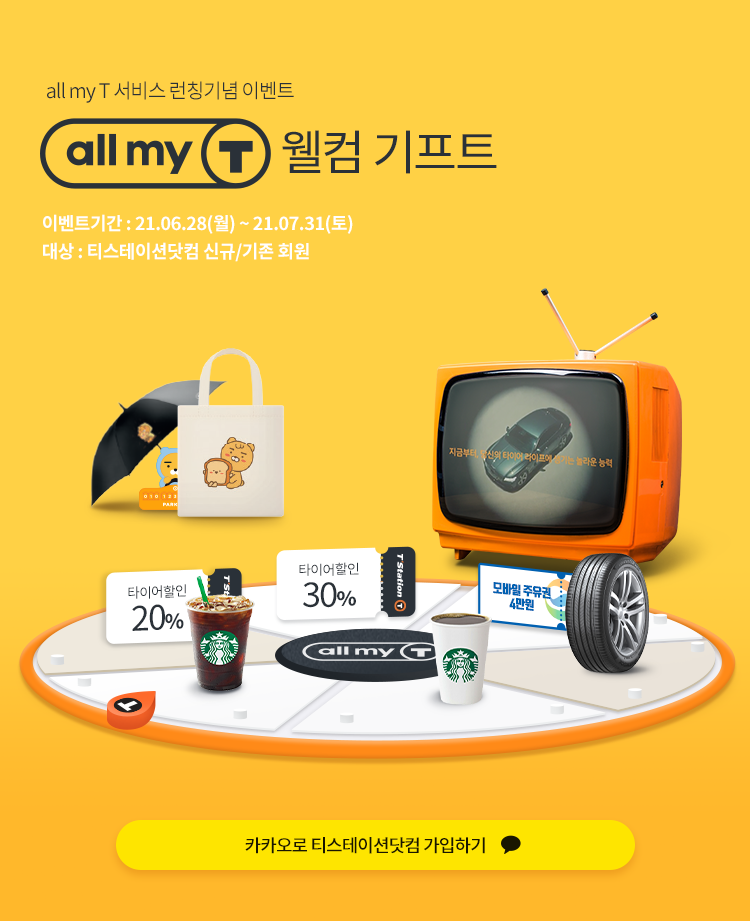 all my T 서비스 런칭기념 이벤트
all my T 웰컴 기프트
이벤트기간 : 21.06.28(월) ~ 21.07.31(토)
대상 : 티스테이션닷컴 신규/기존 회원
지금부터, 당신의 타이어 라이프에 생기는 놀라운 능력
타이어할인
20%
타이어할인
30%
T'Station
모바일 주유권
4만원
all my T
카카오로 티스테이션닷컴 가입하기